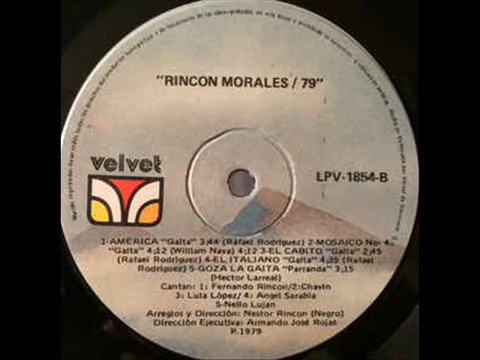 "RINCON MORALES / 79"
velvet
LPV-1854-B
1-AMERICA "Gaita" 3;44 (Rafael Rodriguez) 2-MOSAICO No. 4
"Gaita" 4;12 (William Nava) 4;12 3-EL CABITO "Gaita" 2;45
(Rafael Rodriguez) 4-EL ITALIANO "Gaita" 4;35 (Rafael
Rodriguez) 5-GOZA LA GAITA "Parranda" 3;15
(Hector Larreal)
Cantan: 1: Fernando Rincon/2:Chavin
3: Lula López/ 4: Angel Sarabia
5-Nello Lujan
Arreglos y Dirección: Nestor Rincon (Negro)
Dirección Ejecutiva: Armando José Rojas
P.1979